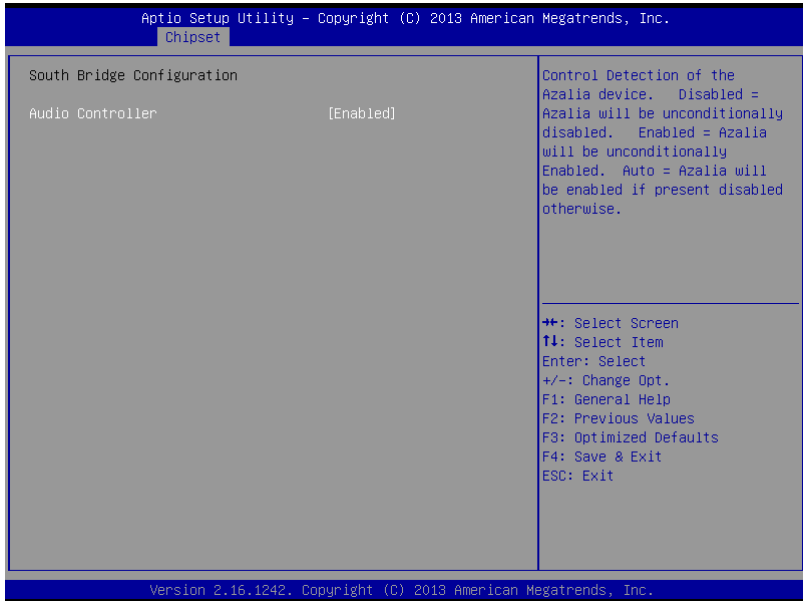 Aptio Setup Utility – Copyright (C) 2013 American Megatrends, Inc.
Chipset
South Bridge Configuration
Audio Controller [Enabled]
Control Detection of the
Azalia device. Disabled =
Azalia will be unconditionally
disabled. Enabled = Azalia
will be unconditionally
Enabled. Auto = Azalia will
be enabled if present disabled
otherwise.
→←: Select Screen
↑↓: Select Item
Enter: Select
+/-: Change Opt.
F1: General Help
F2: Previous Values
F3: Optimized Defaults
F4: Save & Exit
ESC: Exit
Version 2.16.1242. Copyright (C) 2013 American Megatrends, Inc.